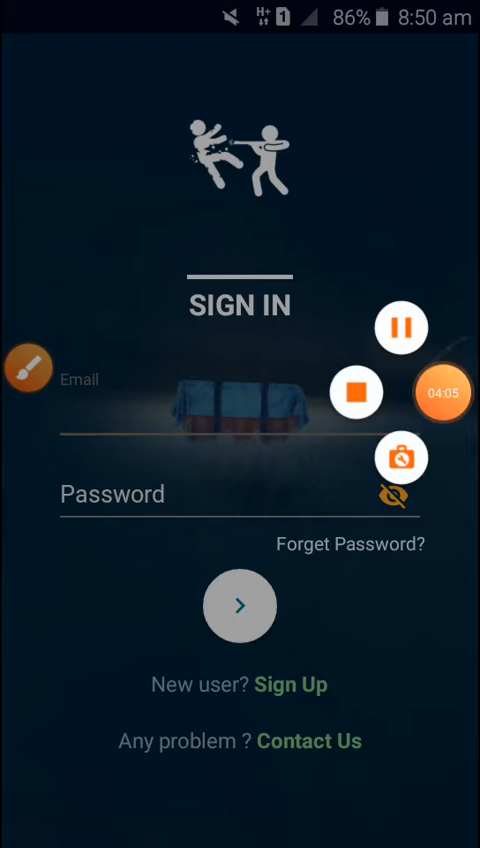 H+ 1 86% 8:50 am
SIGN IN
Email
04:05
Password
Forget Password?
New user? Sign Up
Any problem ? Contact Us